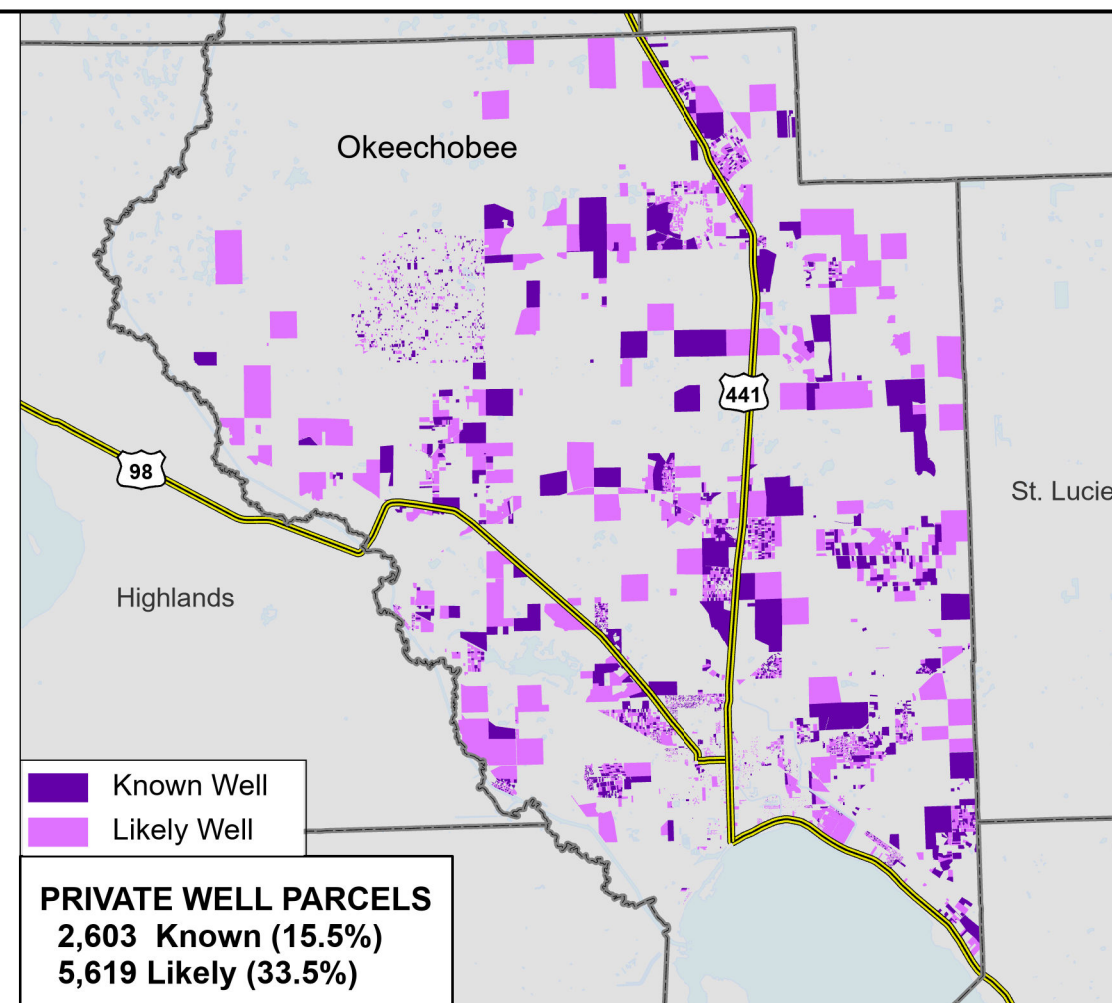 Okeechobee
441
98
St. Lucie
Highlands
Known Well
Likely Well
PRIVATE WELL PARCELS
2,603 Known (15.5%)
5,619 Likely (33.5%)